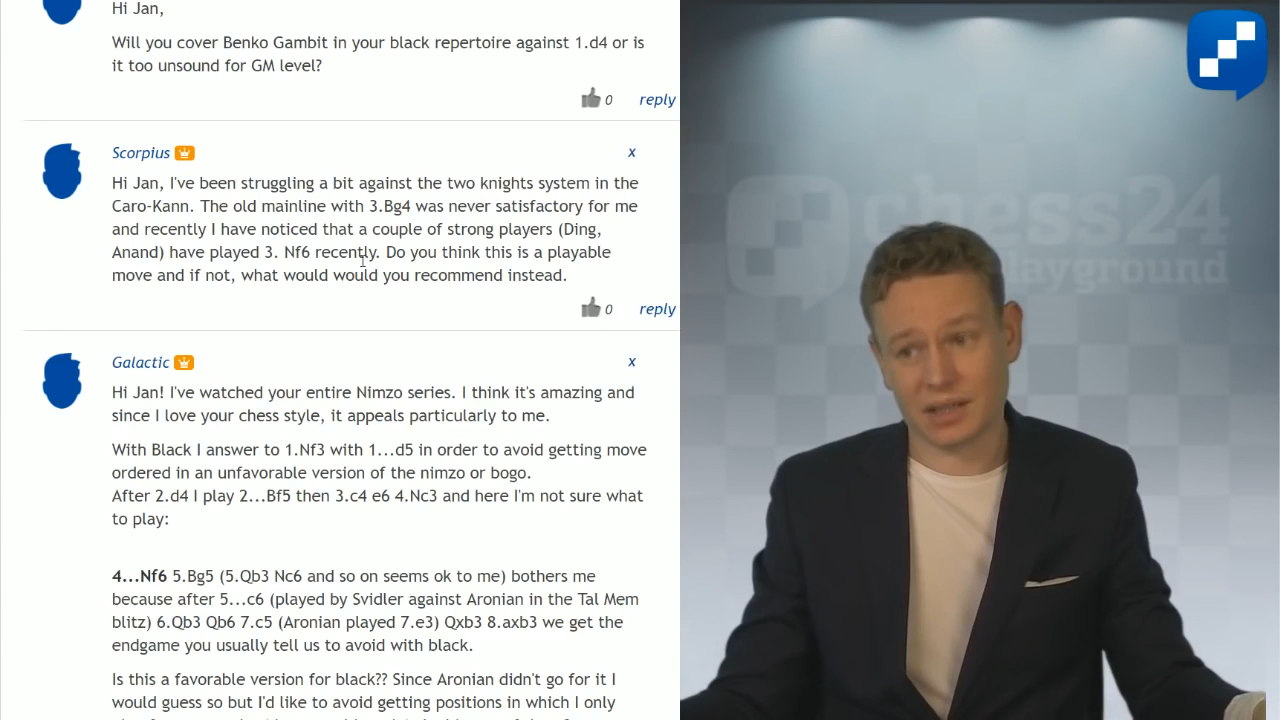 Hi Jan,
Will you cover Benko Gambit in your black repertoire against 1.d4 or is
it too unsound for GM level?
0 reply
Scorpius x
Hi Jan, I've been struggling a bit against the two knights system in the
Caro-Kann. The old mainline with 3.Bg4 was never satisfactory for me
and recently I have noticed that a couple of strong players (Ding,
Anand) have played 3. Nf6 recently. Do you think this is a playable
move and if not, what would would you recommend instead.
0 reply
Galactic x
Hi Jan! I've watched your entire Nimzo series. I think it's amazing and
since I love your chess style, it appeals particularly to me.
With Black I answer to 1.Nf3 with 1...d5 in order to avoid getting move
ordered in an unfavorable version of the nimzo or bogo.
After 2.d4 I play 2...Bf5 then 3.c4 e6 4.Nc3 and here I'm not sure what
to play:
4...Nf6 5.Bg5 (5.Qb3 Nc6 and so on seems ok to me) bothers me
because after 5...c6 (played by Svidler against Aronian in the Tal Mem
blitz) 6.Qb3 Qb6 7.c5 (Aronian played 7.e3) Qxb3 8.axb3 we get the
endgame you usually tell us to avoid with black.
Is this a favorable version for black?? Since Aronian didn't go for it I
would guess so but I'd like to avoid getting positions in which I only
chess24
playground